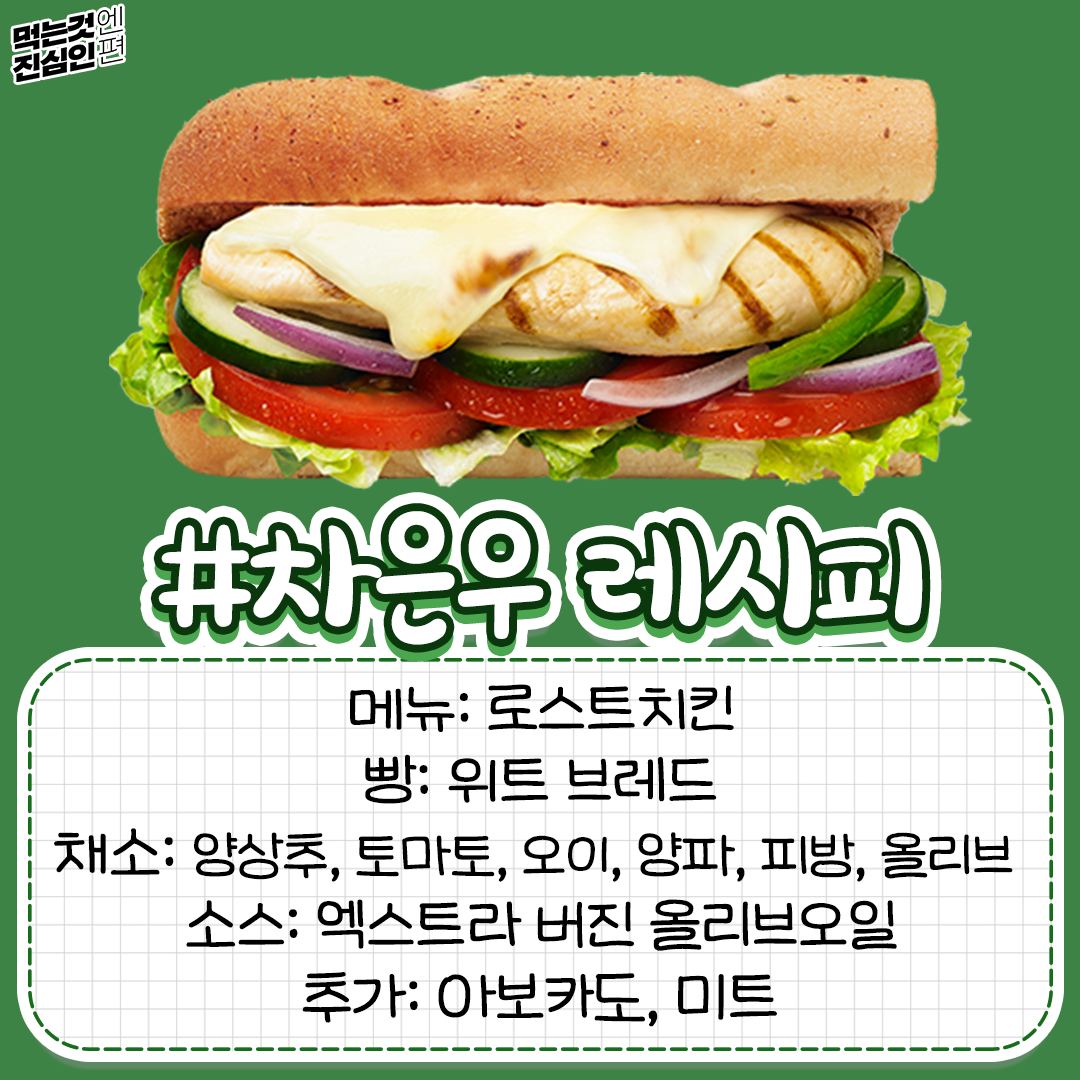 먹는것엔
진심인편
#차은우 레시피
메뉴: 로스트치킨
빵: 위트 브레드
채소: 양상추, 토마토, 오이, 양파, 피방, 올리브
소스: 엑스트라 버진 올리브오일
추가: 아보카도, 미트